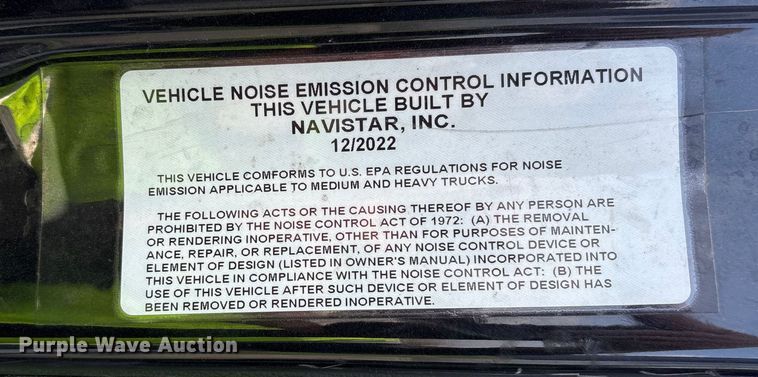 VEHICLE NOISE EMISSION CONTROL INFORMATION
THIS VEHICLE BUILT BY
NAVISTAR, INC.
12/2022
THIS VEHICLE COMFORMS TO U.S. EPA REGULATIONS FOR NOISE
EMISSION APPLICABLE TO MEDIUM AND HEAVY TRUCKS.
THE FOLLOWING ACTS OR THE CAUSING THEREOF BY ANY PERSON ARE
PROHIBITED BY THE NOISE CONTROL ACT OF 1972: (A) THE REMOVAL
OR RENDERING INOPERATIVE, OTHER THAN FOR PURPOSES OF MAINTEN-
ANCE, REPAIR, OR REPLACEMENT, OF ANY NOISE CONTROL DEVICE OR
ELEMENT OF DESIGN (LISTED IN OWNER'S MANUAL) INCORPORATED INTO
THIS VEHICLE IN COMPLIANCE WITH THE NOISE CONTROL ACT: (B) THE
USE OF THIS VEHICLE AFTER SUCH DEVICE OR ELEMENT OF DESIGN HAS
BEEN REMOVED OR RENDERED INOPERATIVE.
Purple Wave Auction